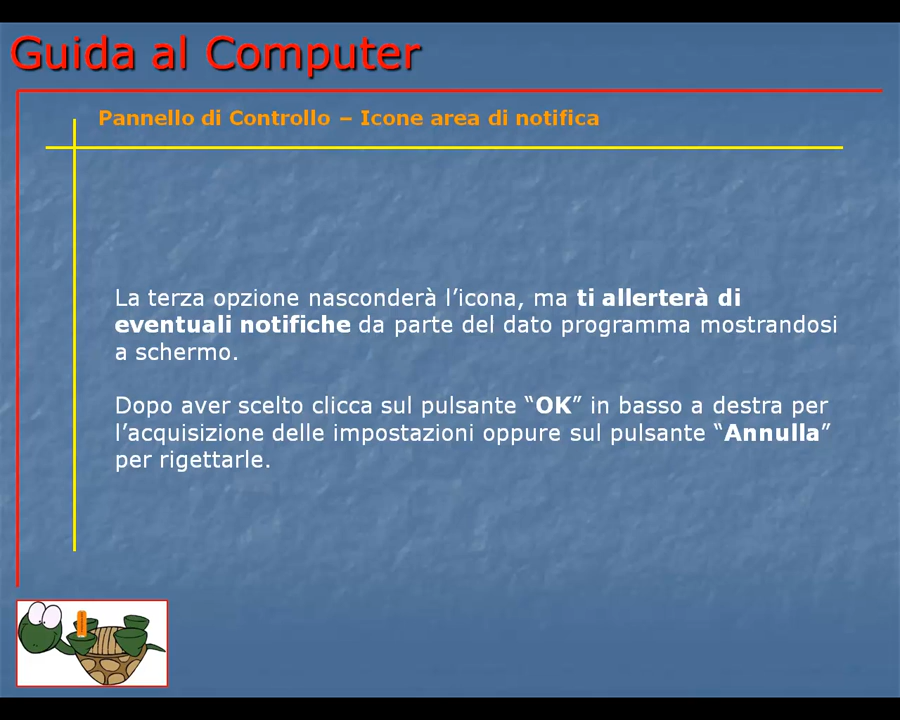 Guida al Computer
Pannello di Controllo – Icone area di notifica
La terza opzione nasconderà l’icona, ma ti allerterà di
eventuali notifiche da parte del dato programma mostrandosi
a schermo.
Dopo aver scelto clicca sul pulsante “OK” in basso a destra per
l’acquisizione delle impostazioni oppure sul pulsante “Annulla”
per rigettarle.